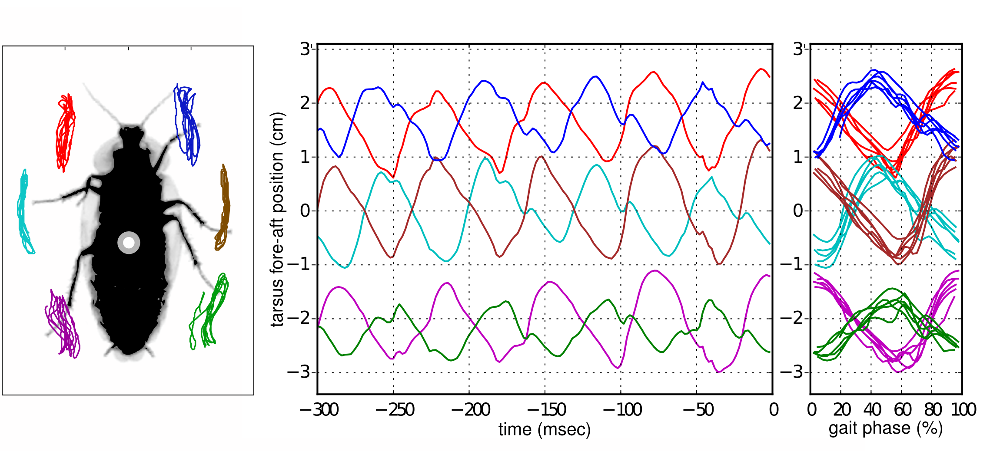 tarsus fore-aft position (cm)
3
2
1
0
−1
−2
−3
−300 −250 −200 −150 −100 −50 0
time (msec)
3
2
1
0
−1
−2
−3
0 20 40 60 80 100
gait phase (%)